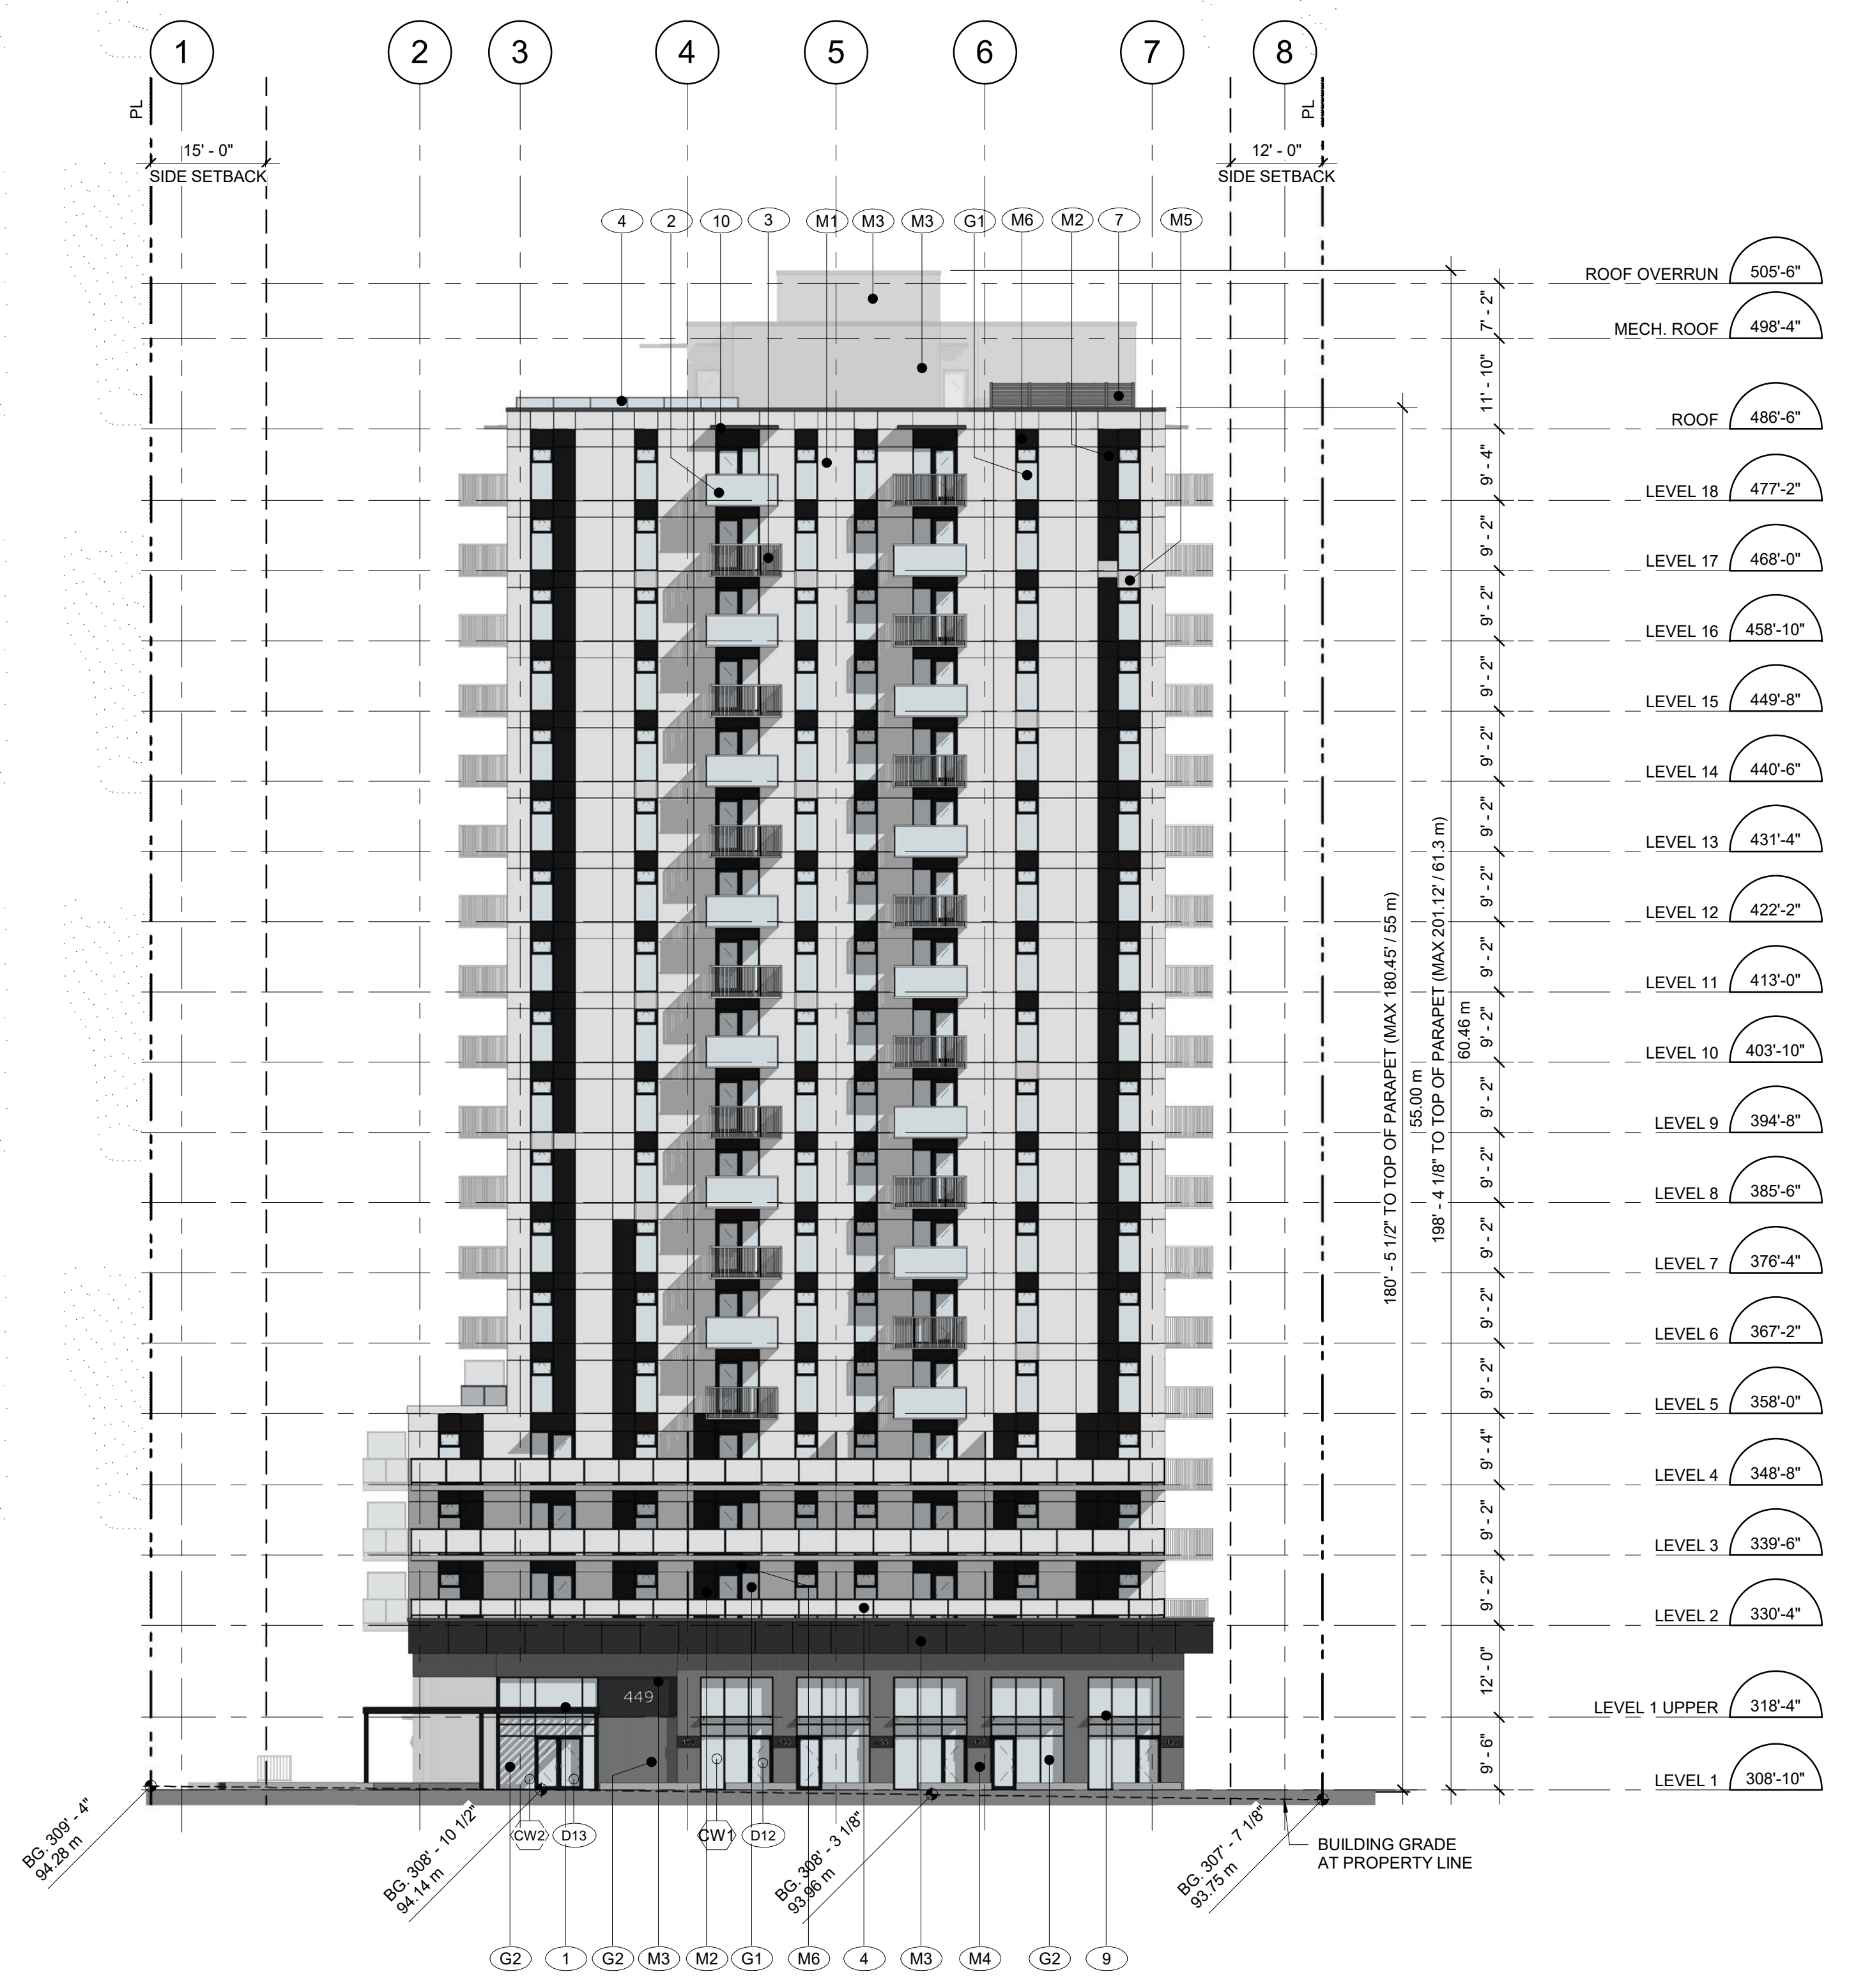 1 2 3 4 5 6 7 8
PL PL
15' - 0" 12' - 0"
SIDE SETBACK SIDE SETBACK
4 2 10 3 M1 M3 M3 G1 M6 M2 7 M5
ROOF OVERRUN 505'-6"
7' - 2"
MECH. ROOF 498'-4"
11' - 10"
ROOF 486'-6"
9' - 4"
LEVEL 18 477'-2"
9' - 2"
LEVEL 17 468'-0"
9' - 2"
LEVEL 16 458'-10"
9' - 2"
LEVEL 15 449'-8"
9' - 2"
LEVEL 14 440'-6"
9' - 2"
LEVEL 13 431'-4"
9' - 2"
LEVEL 12 422'-2"
9' - 2"
LEVEL 11 413'-0"
9' - 2"
LEVEL 10 403'-10"
9' - 2"
LEVEL 9 394'-8"
9' - 2"
LEVEL 8 385'-6"
9' - 2"
LEVEL 7 376'-4"
9' - 2"
LEVEL 6 367'-2"
9' - 2"
LEVEL 5 358'-0"
9' - 4"
LEVEL 4 348'-8"
9' - 2"
LEVEL 3 339'-6"
9' - 2"
LEVEL 2 330'-4"
12' - 0"
LEVEL 1 UPPER 318'-4"
9' - 6"
LEVEL 1 308'-10"
180' - 5 1/2" TO TOP OF PARAPET (MAX 180.45' / 55 m)
55.00 m
198' - 4 1/8" TO TOP OF PARAPET (MAX 201.12' / 61.3 m)
60.46 m
449
BG. 309' - 4"
94.28 m
BG. 308' - 10 1/2"
94.14 m
BG. 308' - 3 1/8"
93.96 m
BG. 307' - 7 1/8"
93.75 m
CW2 D13 CW1 D12
BUILDING GRADE
AT PROPERTY LINE
G2 1 G2 M3 M2 G1 M6 4 M3 M4 G2 9